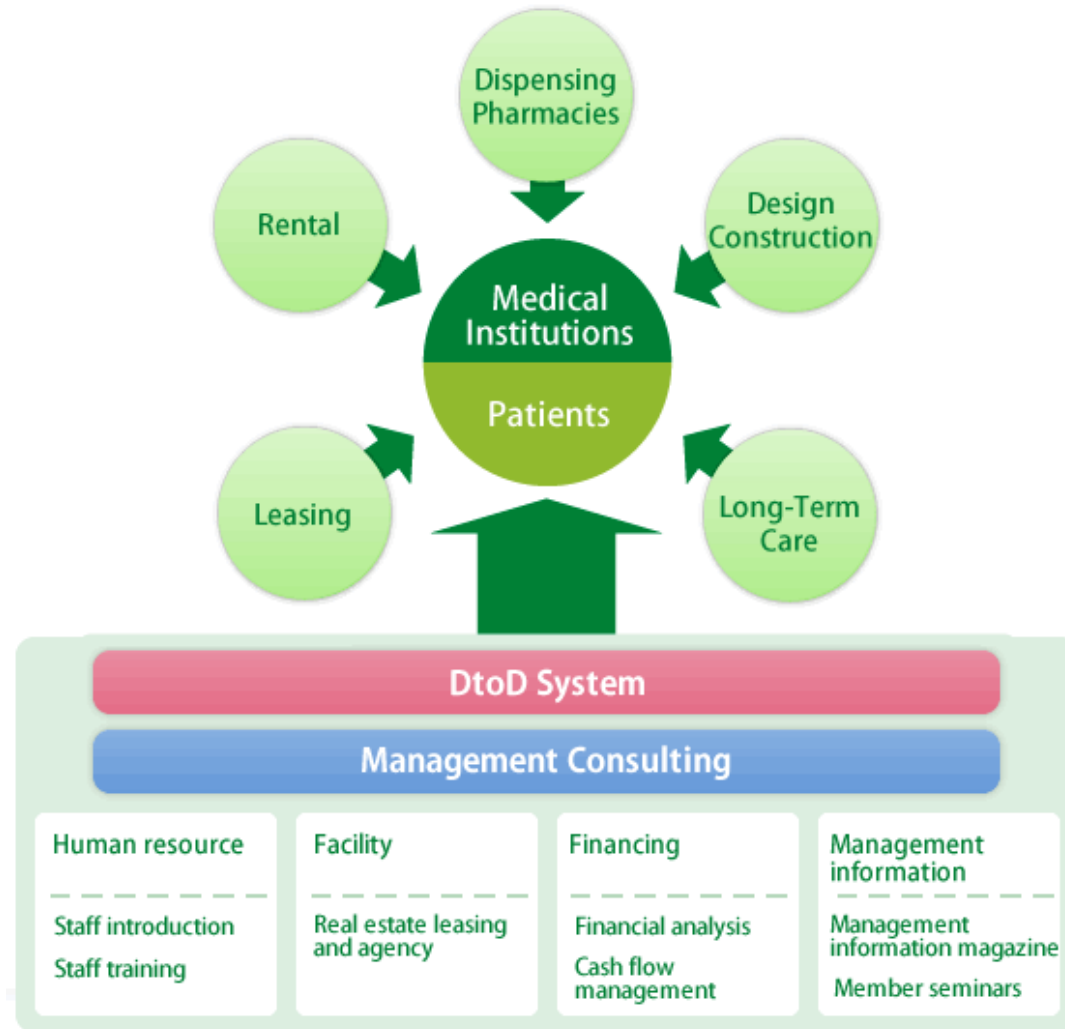 Dispensing
Pharmacies
Rental
Design
Construction
Medical
Institutions
Patients
Leasing
Long-Term
Care
DtoD System
Management Consulting
Human resource
Staff introduction
Staff training
Facility
Real estate leasing
and agency
Financing
Financial analysis
Cash flow
management
Management
information
Management
information magazine
Member seminars